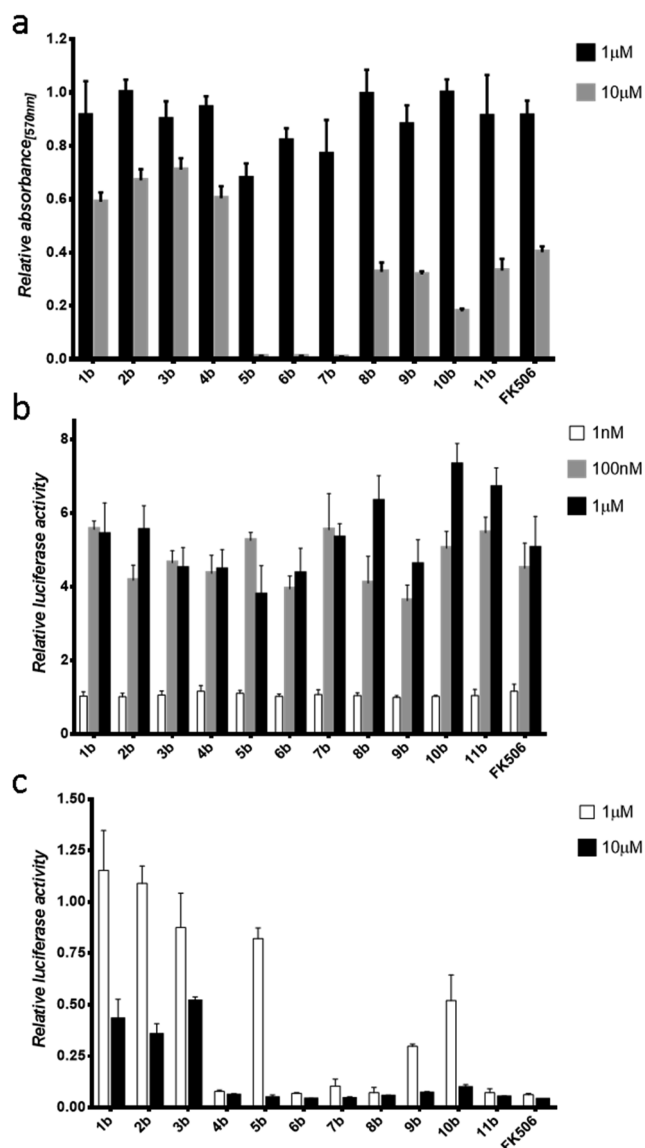 a
Relative absorbance[570nm]
1.2
1.0
0.8
0.6
0.4
0.2
0.0
1μM
10μM
1b 2b 3b 4b 5b 6b 7b 8b 9b 10b 11b FK506
b
Relative luciferase activity
8
6
4
2
0
1nM
100nM
1μM
1b 2b 3b 4b 5b 6b 7b 8b 9b 10b 11b FK506
c
Relative luciferase activity
1.50
1.25
1.00
0.75
0.50
0.25
0.00
1μM
10μM
1b 2b 3b 4b 5b 6b 7b 8b 9b 10b 11b FK506